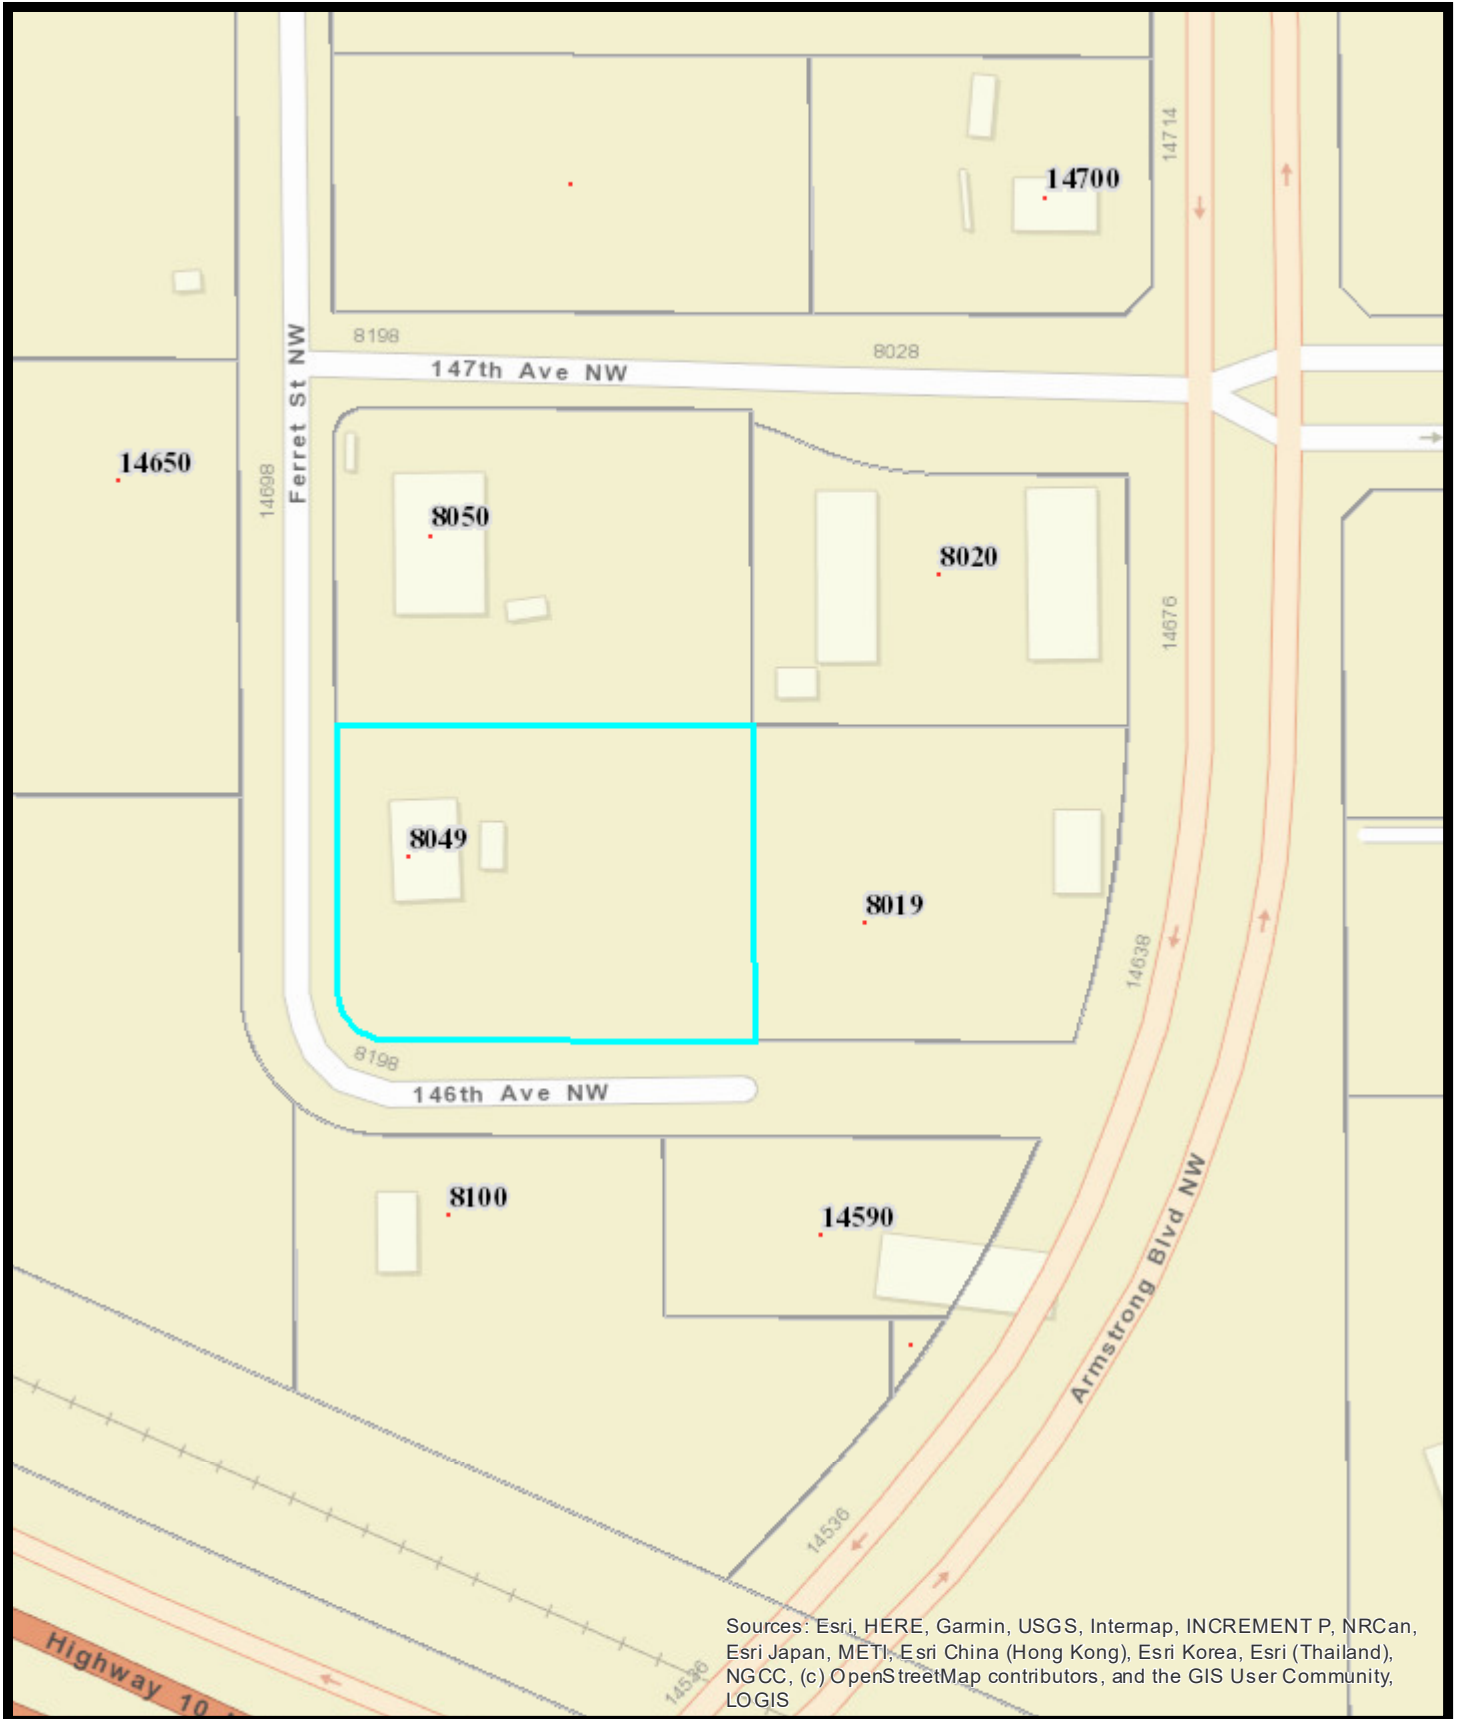 14714
14700
8198
8028
147th Ave NW
Ferret St NW
14650
14698
8050
8020
14676
8049
8019
14638
8198
146th Ave NW
8100
14590
Armstrong Blvd NW
14536
Sources: Esri, HERE, Garmin, USGS, Intermap, INCREMENT P, NRCan,
Esri Japan, METI, Esri China (Hong Kong), Esri Korea, Esri (Thailand),
NGCC, (c) OpenStreetMap contributors, and the GIS User Community,
LOGIS
14536
Highway 10